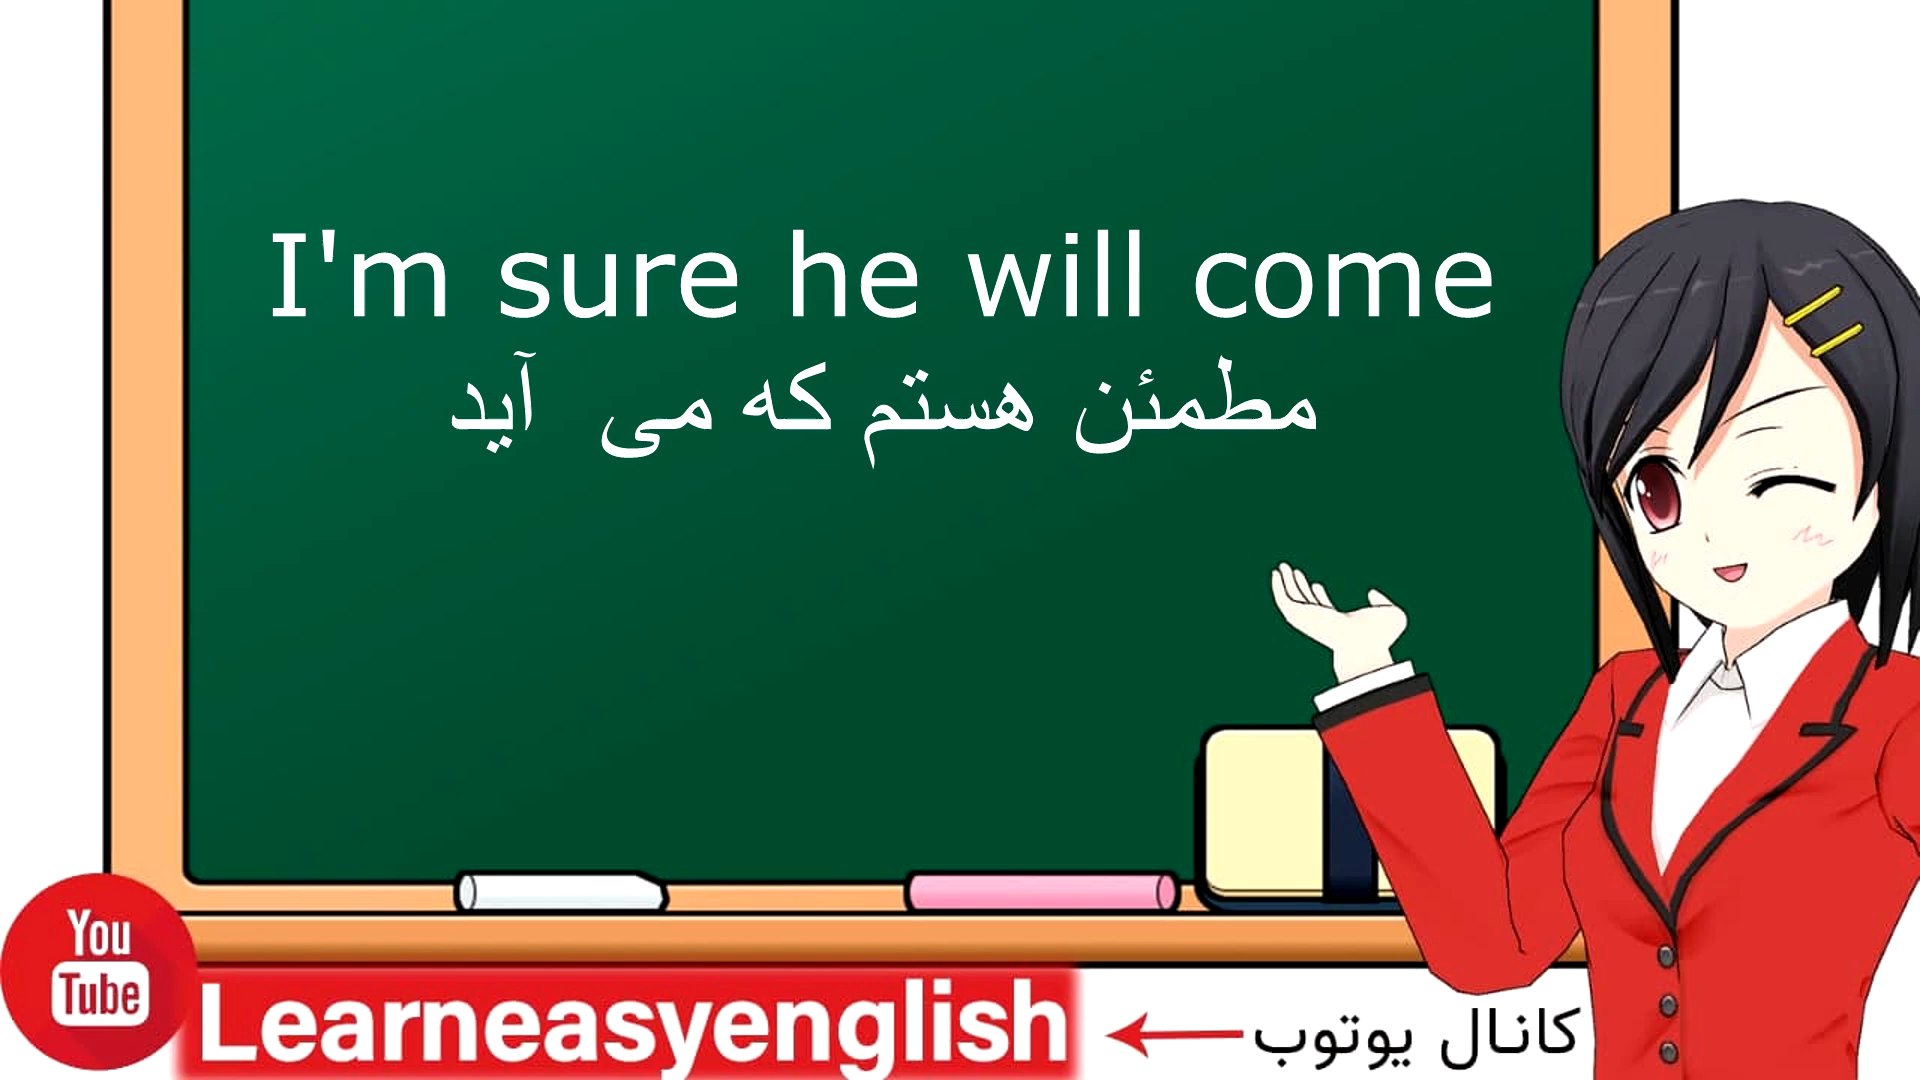 I'm sure he will come
مطمئن هستم که می آید
You
Tube
Learneasyenglish
کانال یوتوب